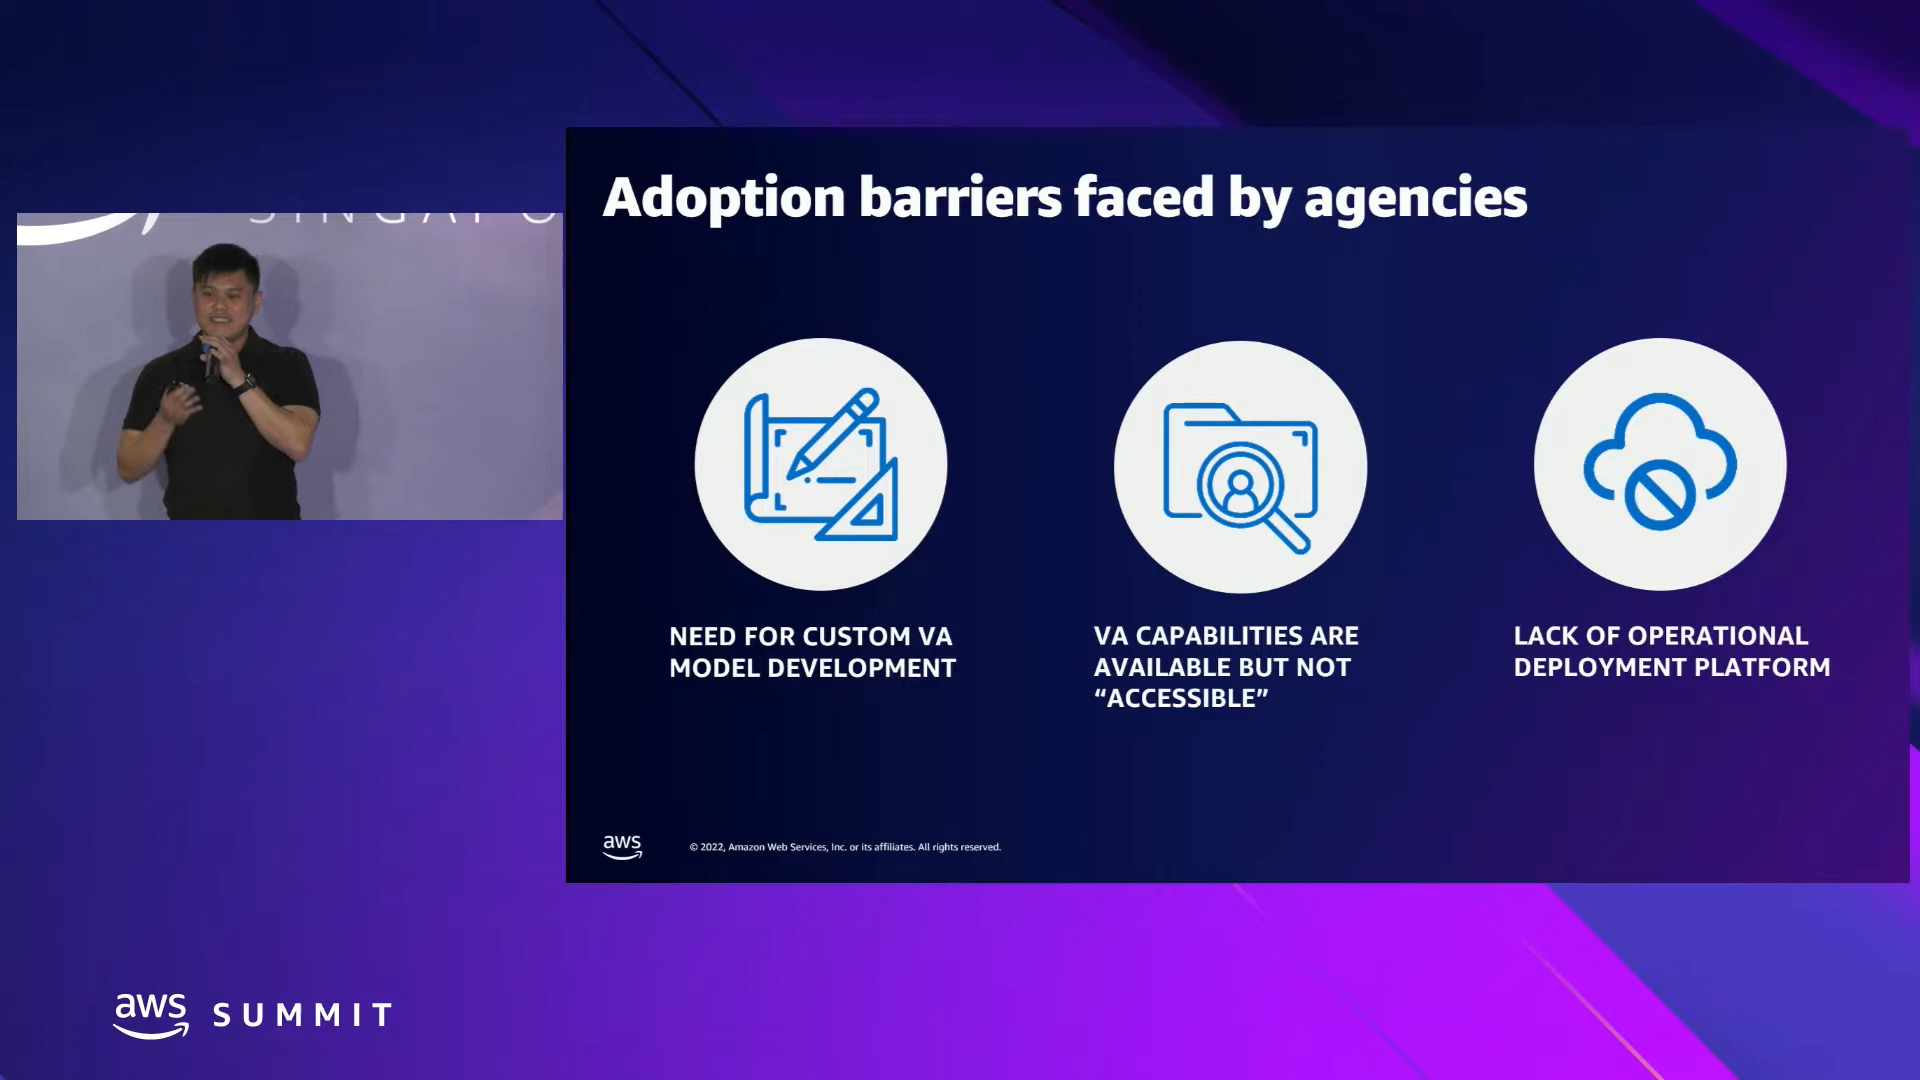 Adoption barriers faced by agencies
NEED FOR CUSTOM VA
MODEL DEVELOPMENT
VA CAPABILITIES ARE
AVAILABLE BUT NOT
“ACCESSIBLE”
LACK OF OPERATIONAL
DEPLOYMENT PLATFORM
aws
© 2022, Amazon Web Services, Inc. or its affiliates. All rights reserved.
aws SUMMIT